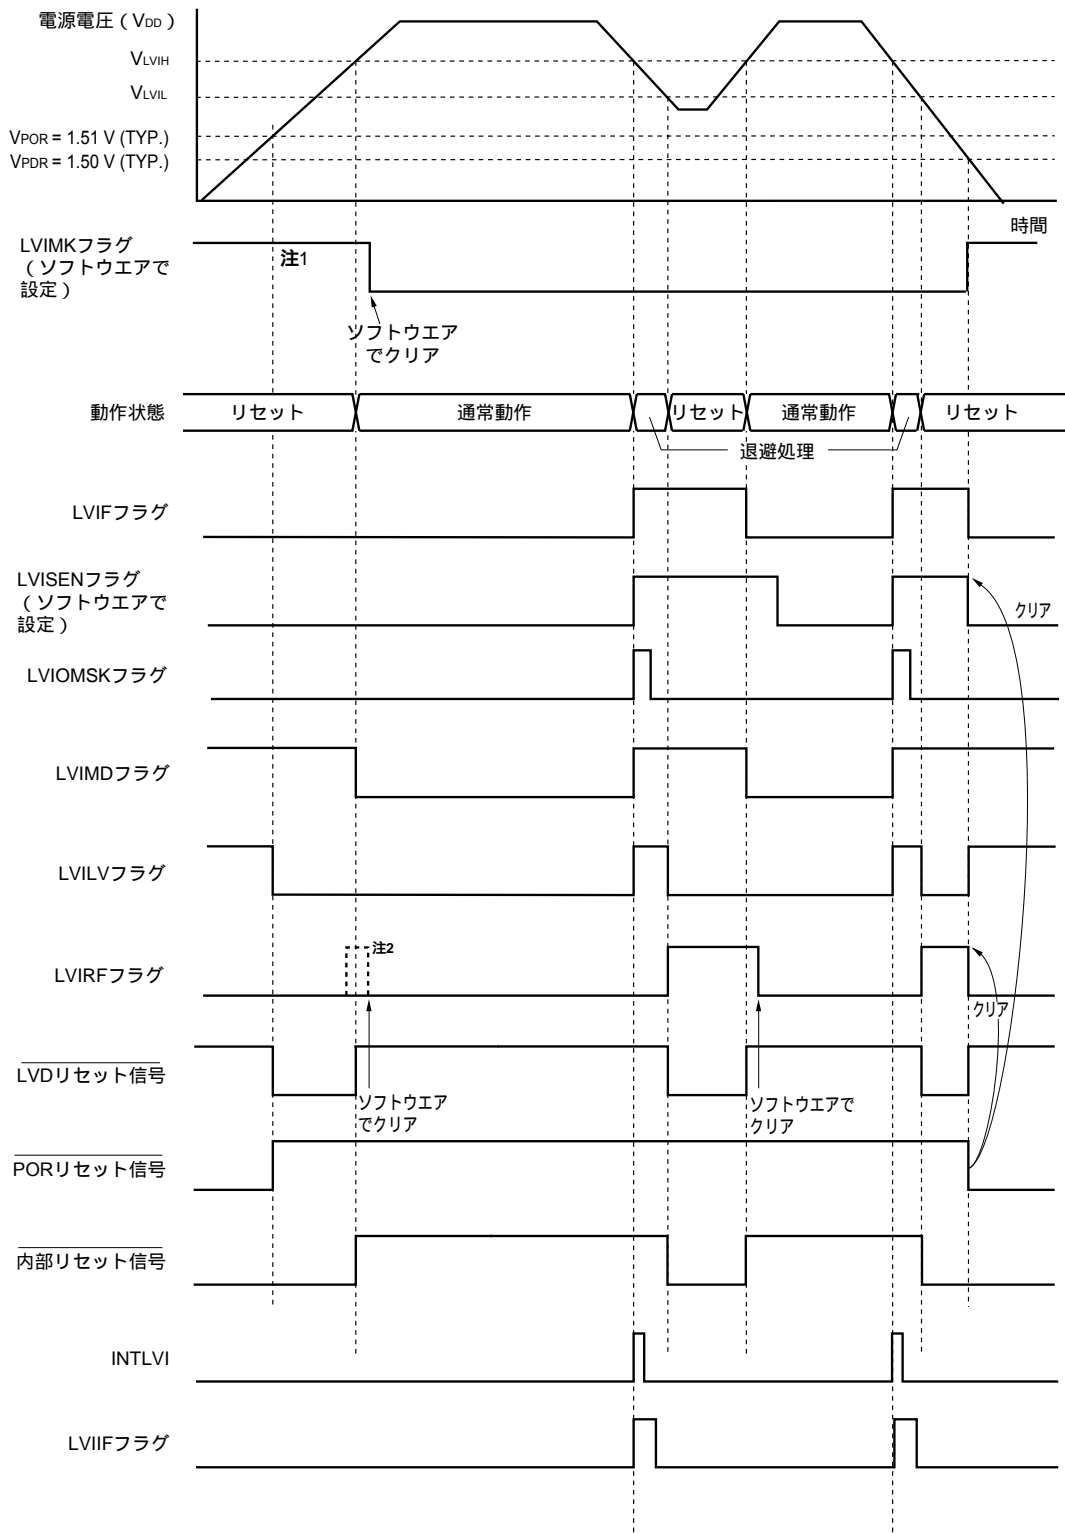 電源電圧（VDD）
VLVIH
VLVIL
VPOR = 1.51 V (TYP.)
VPDR = 1.50 V (TYP.)
時間
LVIMKフラグ
（ソフトウエアで
設定）
注1
ソフトウエア
でクリア
動作状態
リセット
通常動作
リセット
通常動作
リセット
退避処理
LVIFフラグ
LVISENフラグ
（ソフトウエアで
設定）
クリア
LVIOMSKフラグ
LVIMDフラグ
LVILVフラグ
注2
LVIRFフラグ
クリア
LVDリセット信号
ソフトウエア
でクリア
ソフトウエアで
クリア
PORリセット信号
内部リセット信号
INTLVI
LVIIFフラグ